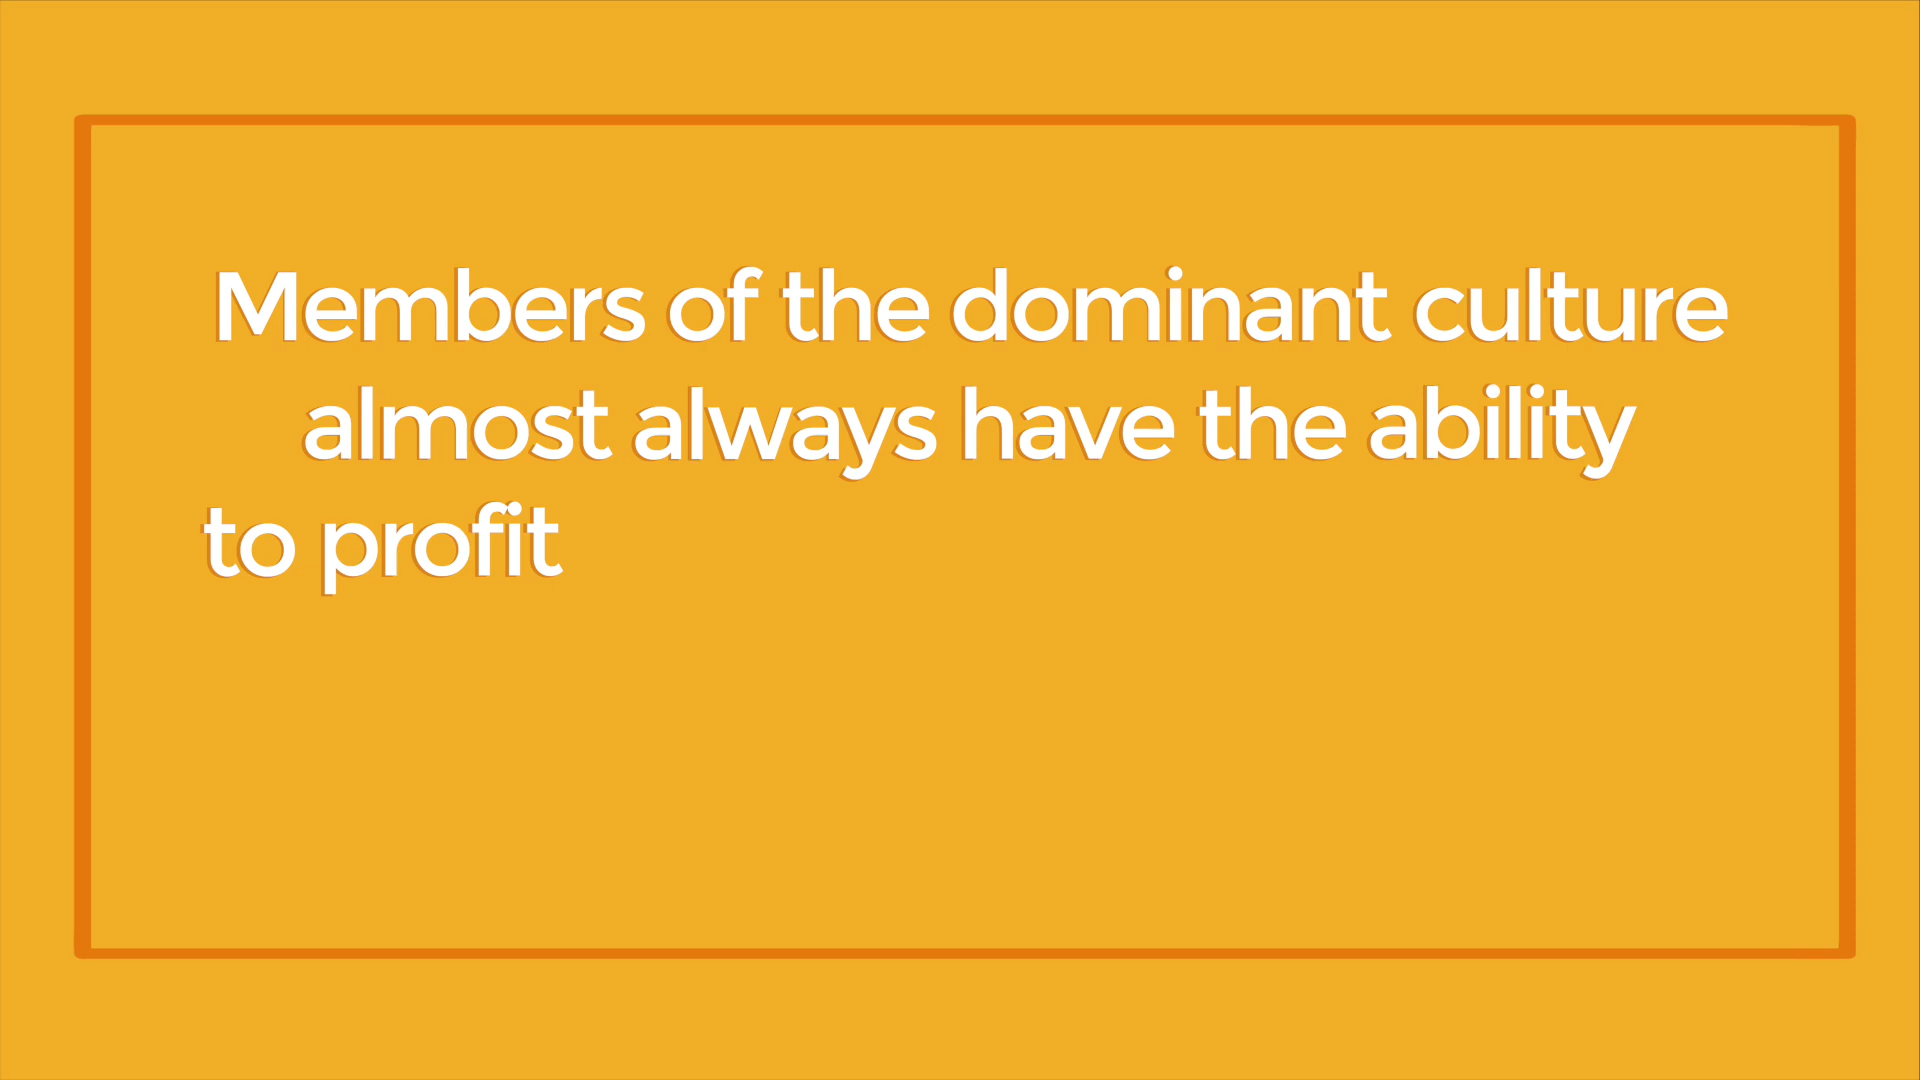 Members of the dominant culture
almost always have the ability
to profit